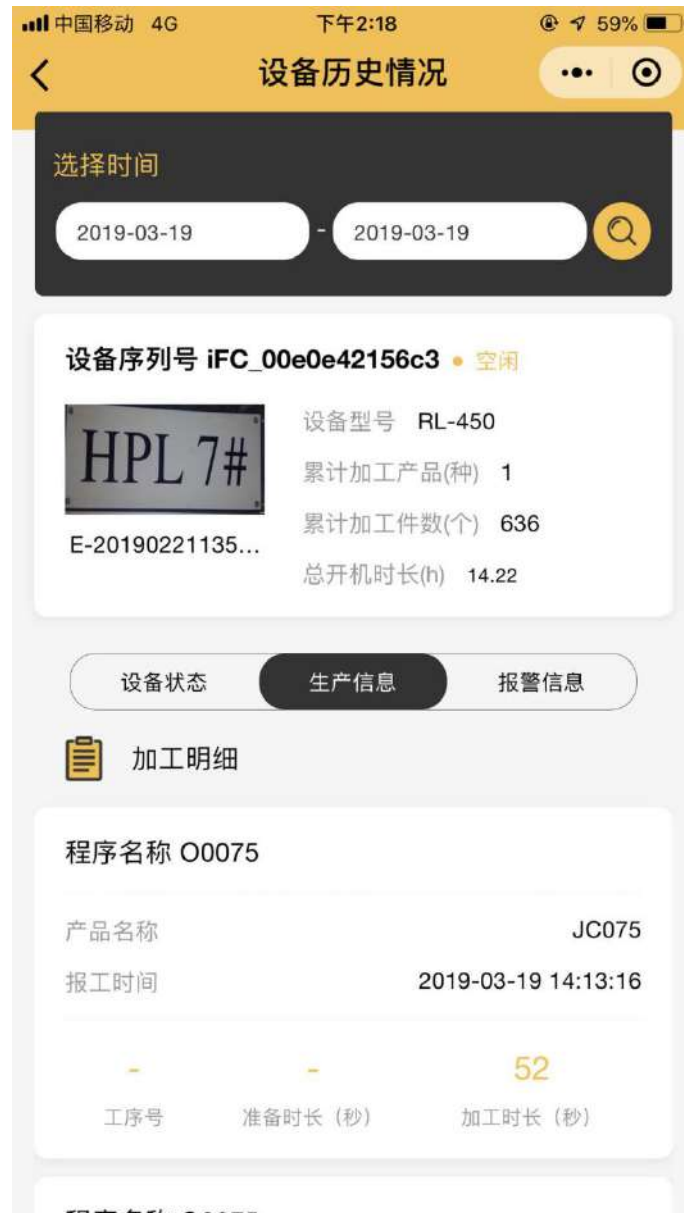 中国移动 4G 下午2:18 59%
设备历史情况
选择时间
2019-03-19 - 2019-03-19
设备序列号 iFC_00e0e42156c3 空闲
HPL 7#
E-20190221135...
设备型号 RL-450
累计加工产品(种) 1
累计加工件数(个) 636
总开机时长(h) 14.22
设备状态 生产信息 报警信息
加工明细
程序名称 O0075
产品名称 JC075
报工时间 2019-03-19 14:13:16
- - 52
工序号 准备时长（秒） 加工时长（秒）